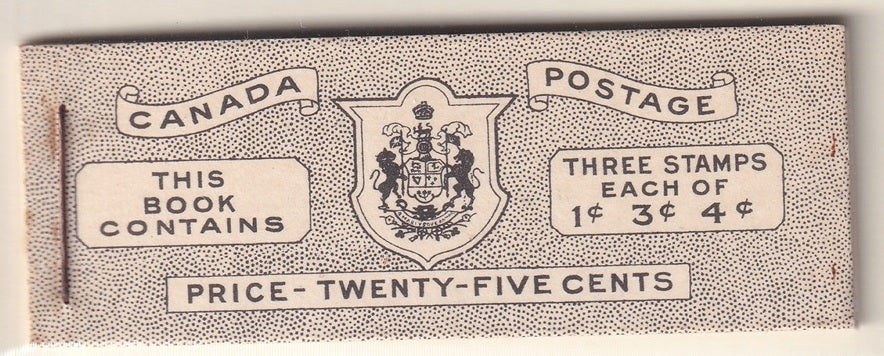 CANADA
POSTAGE
THIS
BOOK
CONTAINS
THREE STAMPS
EACH OF
1¢ 3¢ 4¢
PRICE - TWENTY-FIVE CENTS